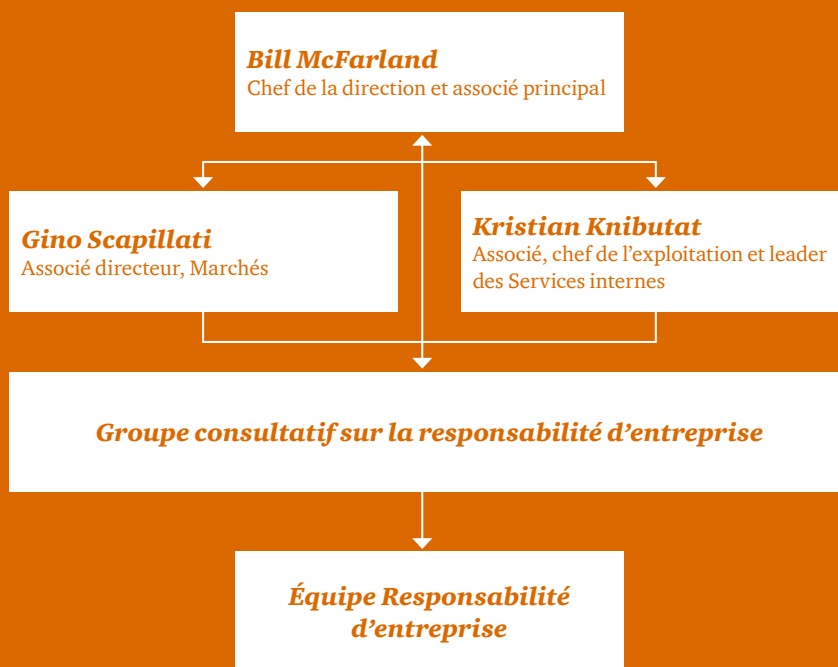 Bill McFarland
Chef de la direction et associé principal
Gino Scapillati
Associé directeur, Marchés
Kristian Knibutat
Associé, chef de l’exploitation et leader
des Services internes
Groupe consultatif sur la responsabilité d’entreprise
Équipe Responsabilité
d’entreprise